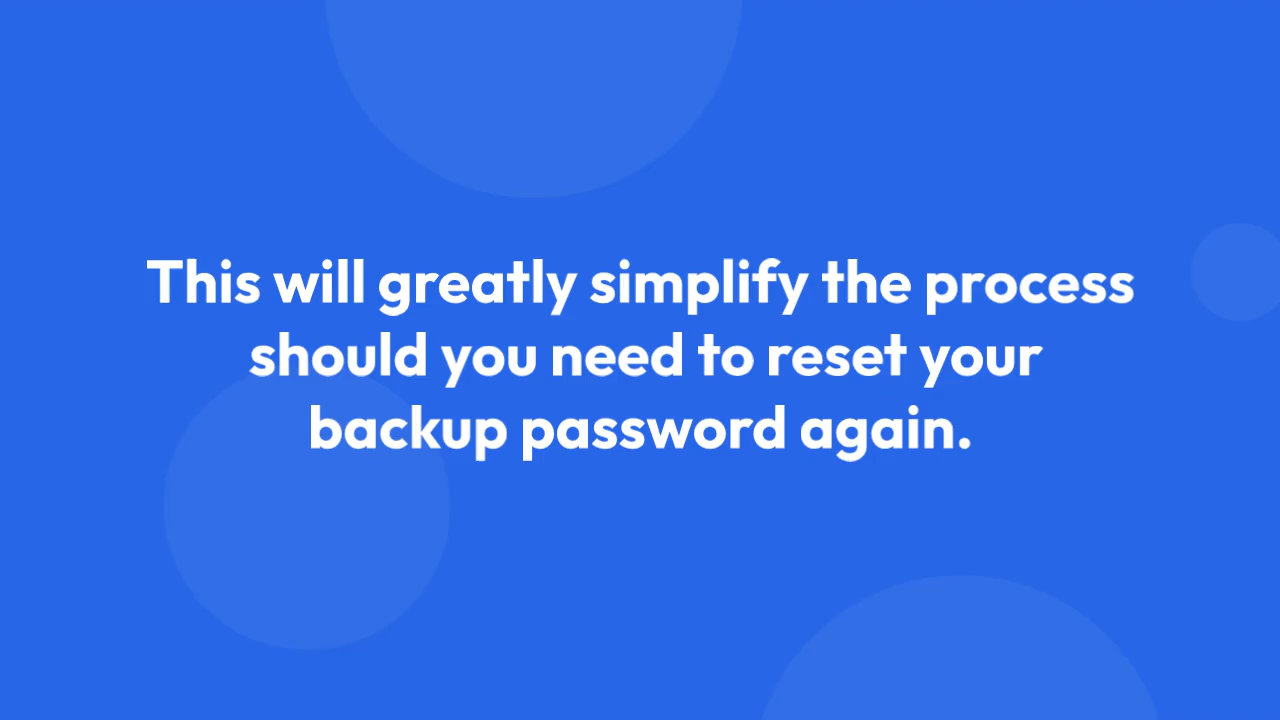 This will greatly simplify the process
should you need to reset your
backup password again.